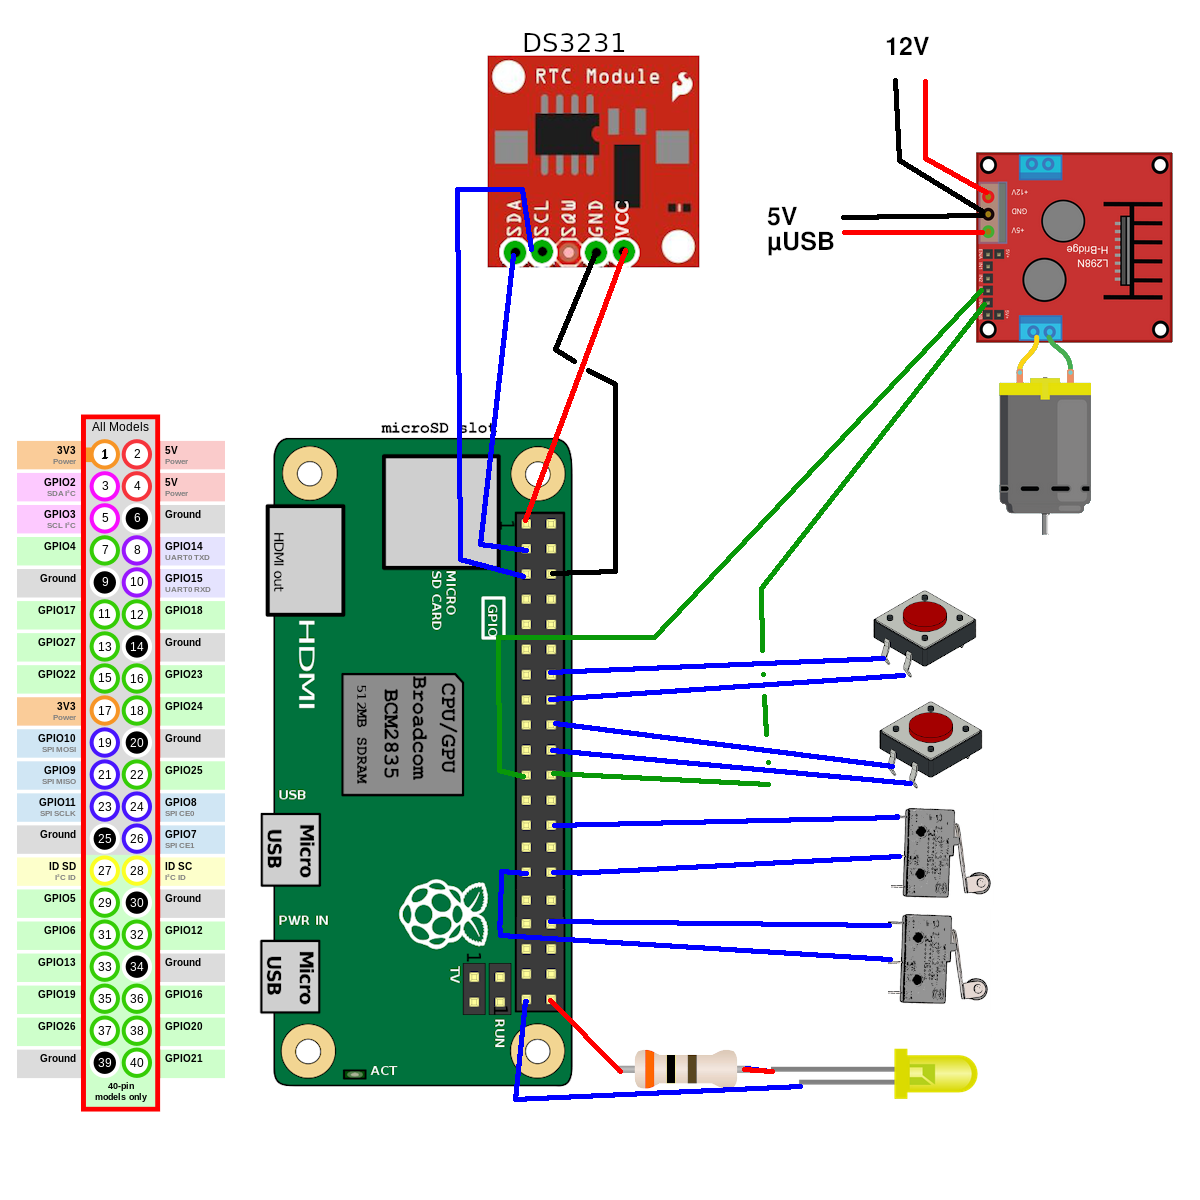 DS3231
RTC Module
SDA
SCL
SQW
GND
VCC
12V
5V
µUSB
+12V
GND
+5V
L298N
H-Bridge
microSD slot
HDMI out
HDMI
MICRO
SD CARD
GPIO
1
CPU/GPU
Broadcom
BCM2835
512MB SDRAM
USB
Micro
USB
PWR IN
Micro
USB
TV
1
RUN
ACT
All Models
3V3 1 2 5V
Power Power
GPIO2 3 4 5V
SDA I²C Power
GPIO3 5 6 Ground
SCL I²C
GPIO4 7 8 GPIO14
UART0 TXD
Ground 9 10 GPIO15
UART0 RXD
GPIO17 11 12 GPIO18
GPIO27 13 14 Ground
GPIO22 15 16 GPIO23
3V3 17 18 GPIO24
Power
GPIO10 19 20 Ground
SPI MOSI
GPIO9 21 22 GPIO25
SPI MISO
GPIO11 23 24 GPIO8
SPI SCLK SPI CE0
Ground 25 26 GPIO7
SPI CE1
ID SD 27 28 ID SC
I²C ID I²C ID
GPIO5 29 30 Ground
GPIO6 31 32 GPIO12
GPIO13 33 34 Ground
GPIO19 35 36 GPIO16
GPIO26 37 38 GPIO20
Ground 39 40 GPIO21
40-pin
models only